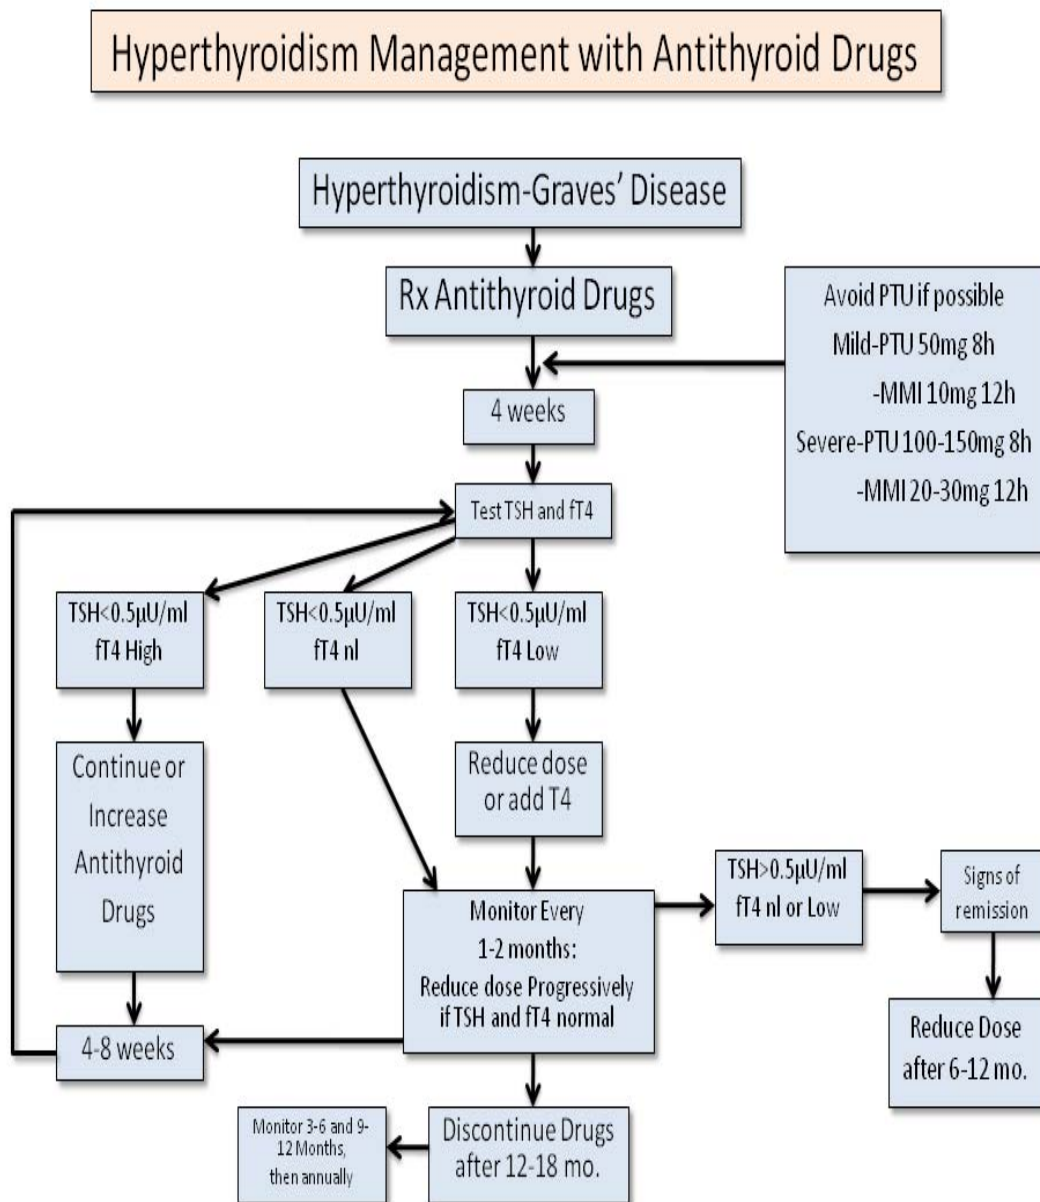 Hyperthyroidism Management with Antithyroid Drugs
Hyperthyroidism-Graves' Disease
Rx Antithyroid Drugs
Avoid PTU if possible
Mild-PTU 50mg 8h
-MMI 10mg 12h
Severe-PTU 100-150mg 8h
-MMI 20-30mg 12h
4 weeks
Test TSH and fT4
TSH<0.5μU/ml
fT4 High
TSH<0.5μU/ml
fT4 nl
TSH<0.5μU/ml
fT4 Low
Continue or
Increase
Antithyroid
Drugs
Reduce dose
or add T4
Monitor Every
1-2 months:
Reduce dose Progressively
if TSH and fT4 normal
TSH>0.5μU/ml
fT4 nl or Low
Signs of
remission
Reduce Dose
after 6-12 mo.
4-8 weeks
Discontinue Drugs
after 12-18 mo.
Monitor 3-6 and 9-
12 Months,
then annually